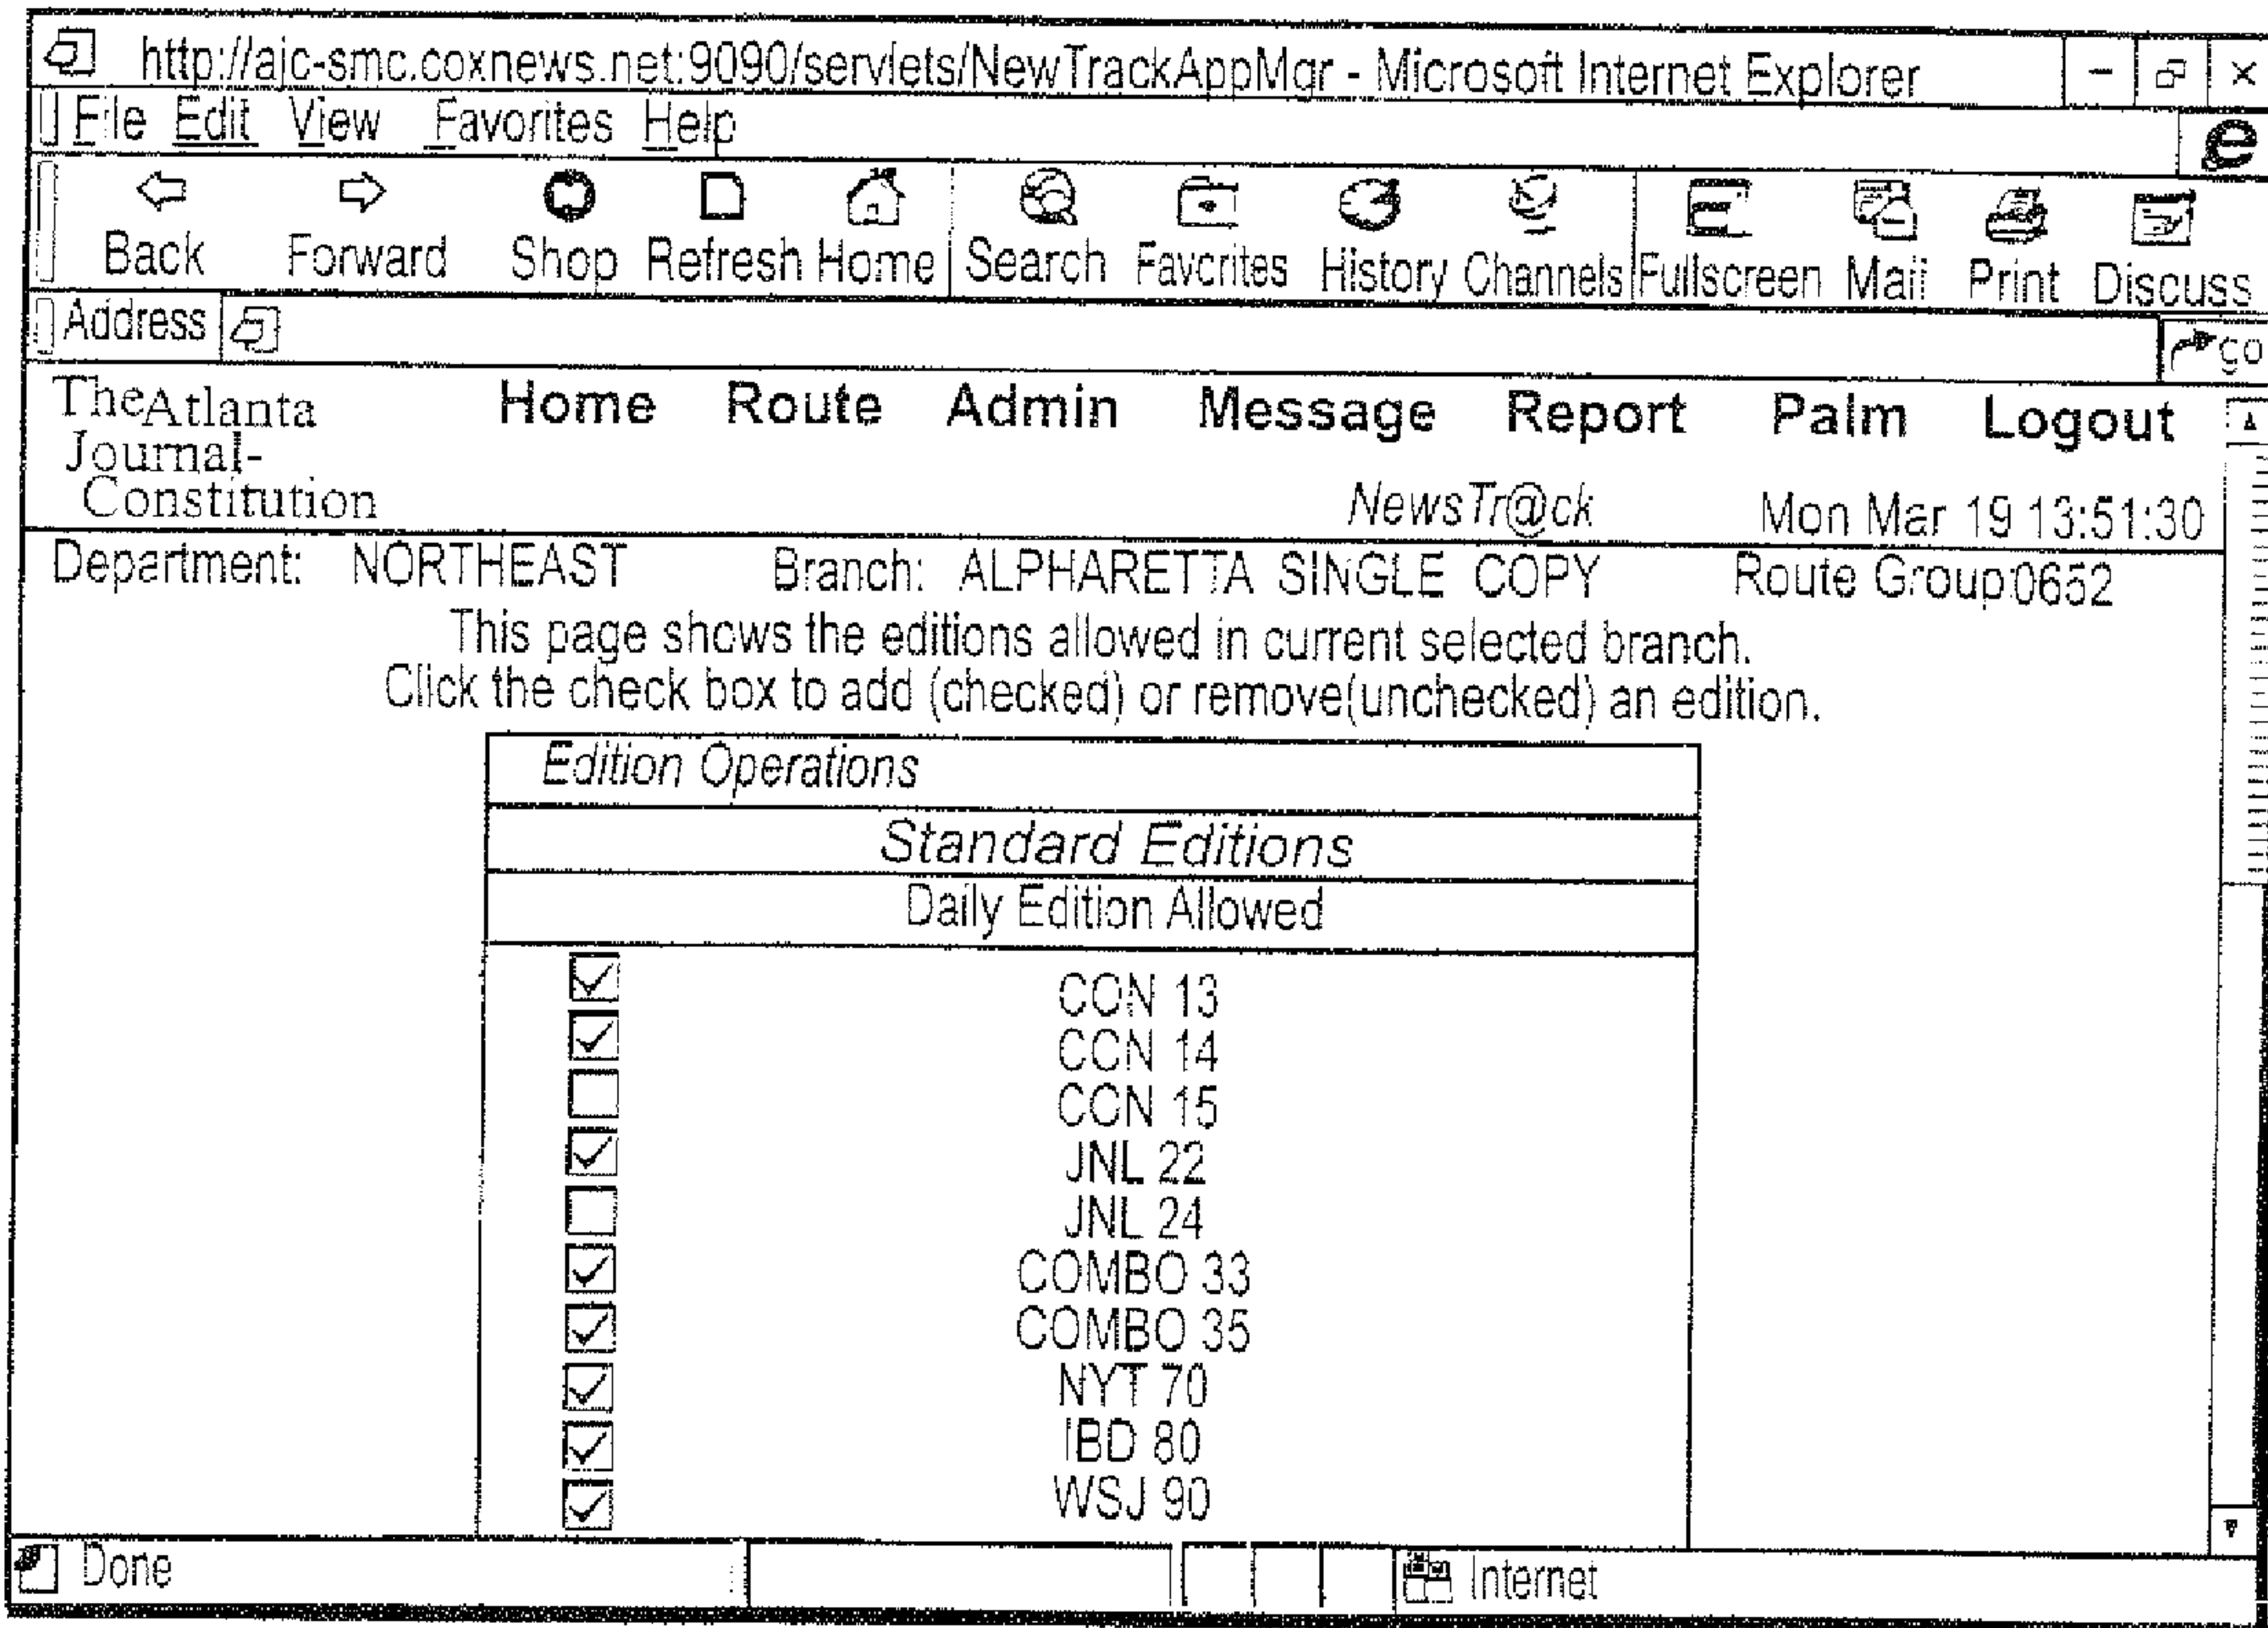 http://ajc-smc.coxnews.net:9090/servlets/NewTrackAppMgr - Microsoft Internet Explorer
File Edit View Favorites Help
Back Forward Shop Refresh Home Search Favorites History Channels Fullscreen Mail Print Discuss
Address go
The Atlanta Journal-Constitution
Home Route Admin Message Report Palm Logout
NewsTr@ck Mon Mar 19 13:51:30
Department: NORTHEAST Branch: ALPHARETTA SINGLE COPY Route Group:0652
This page shows the editions allowed in current selected branch.
Click the check box to add (checked) or remove(unchecked) an edition.
Edition Operations
Standard Editions
Daily Edition Allowed
CON 13
CON 14
CON 15
JNL 22
JNL 24
COMBO 33
COMBO 35
NYT 70
IBD 80
WSJ 90
Done Internet